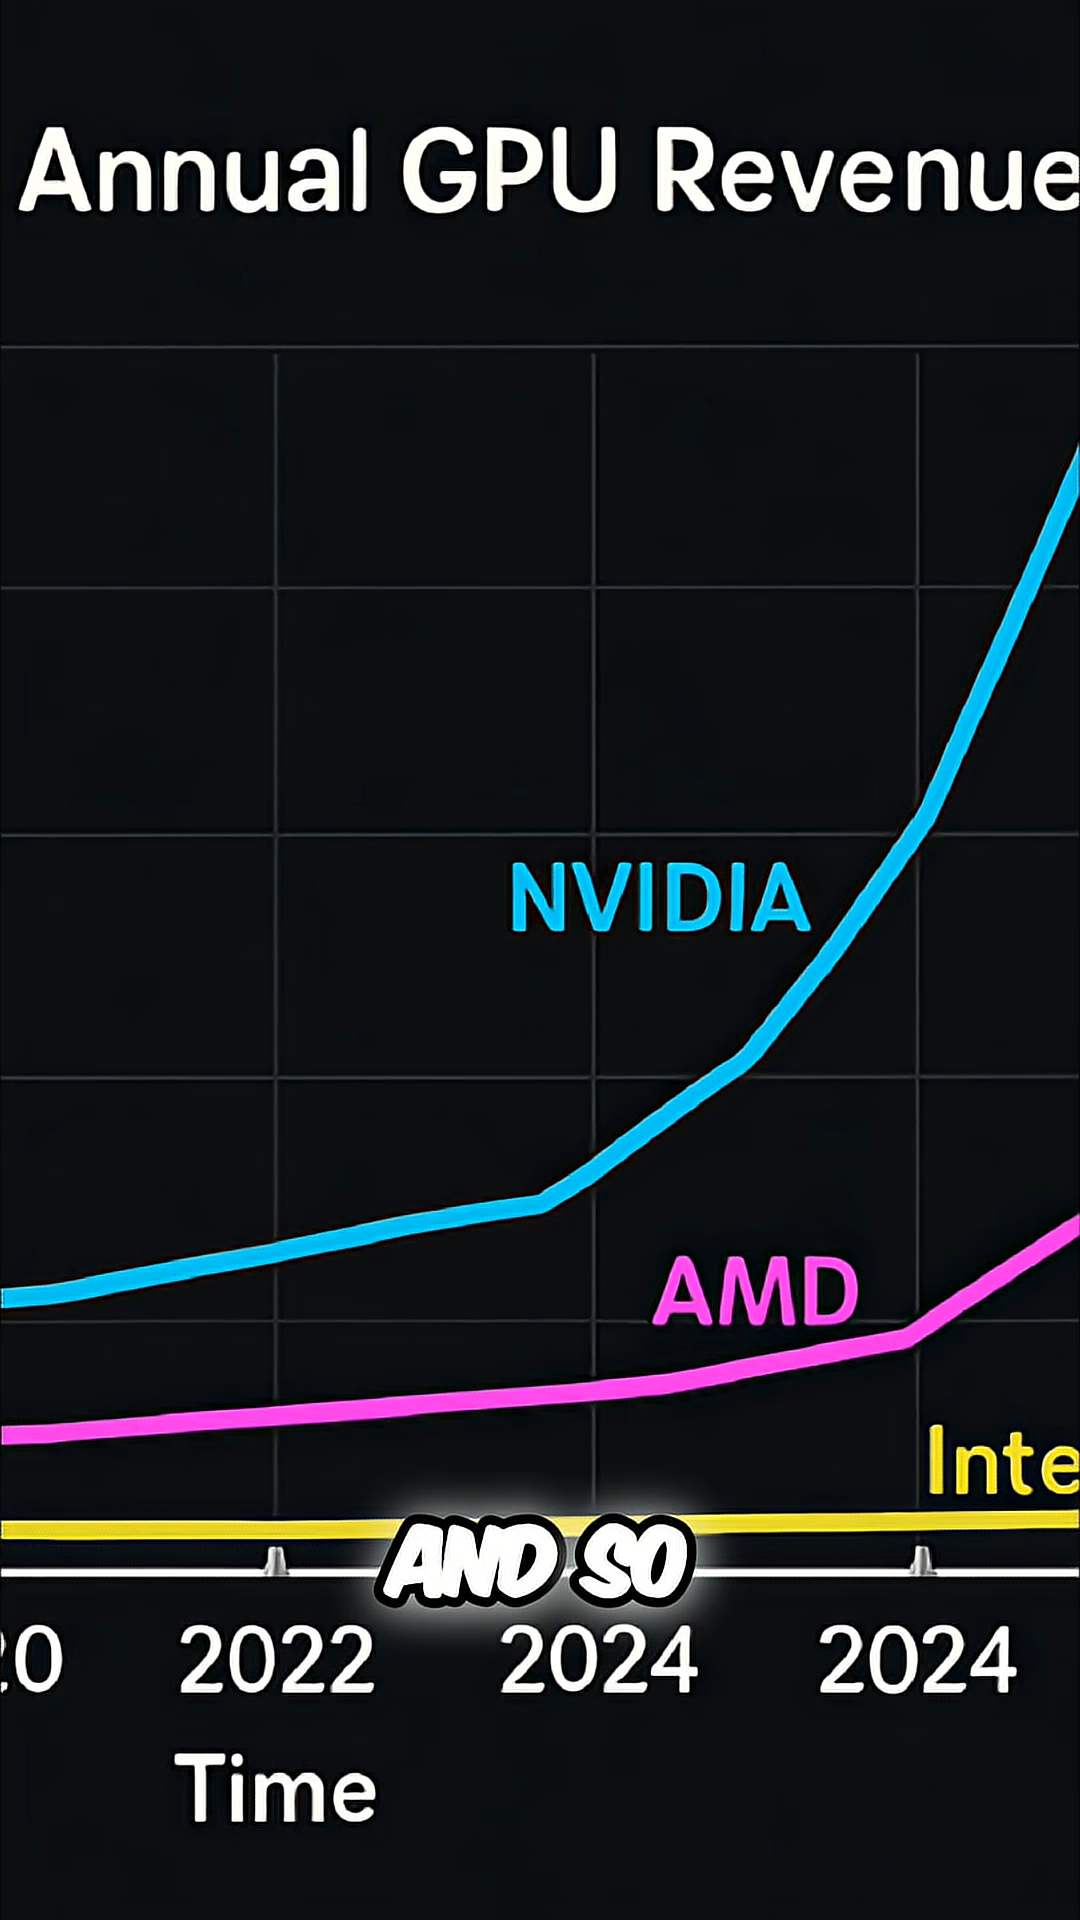 Annual GPU Revenue
NVIDIA
AMD
Inte
AND SO
20 2022 2024 2024
Time